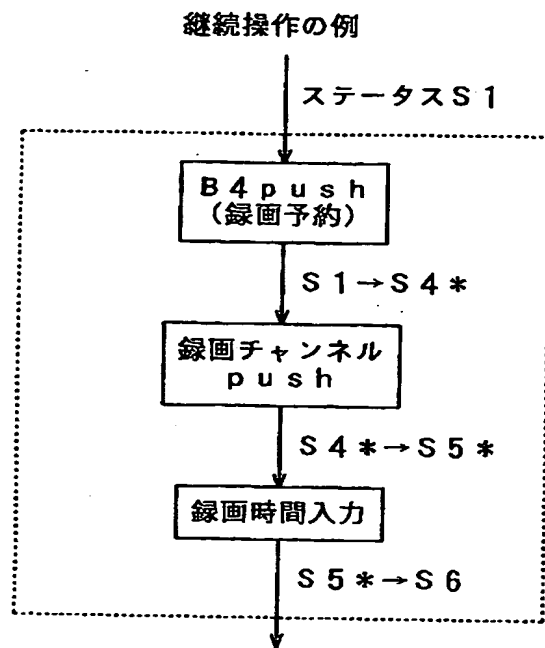 継続操作の例
ステータスS1
B4push
(録画予約)
S1→S4*
録画チャンネル
push
S4*→S5*
録画時間入力
S5*→S6